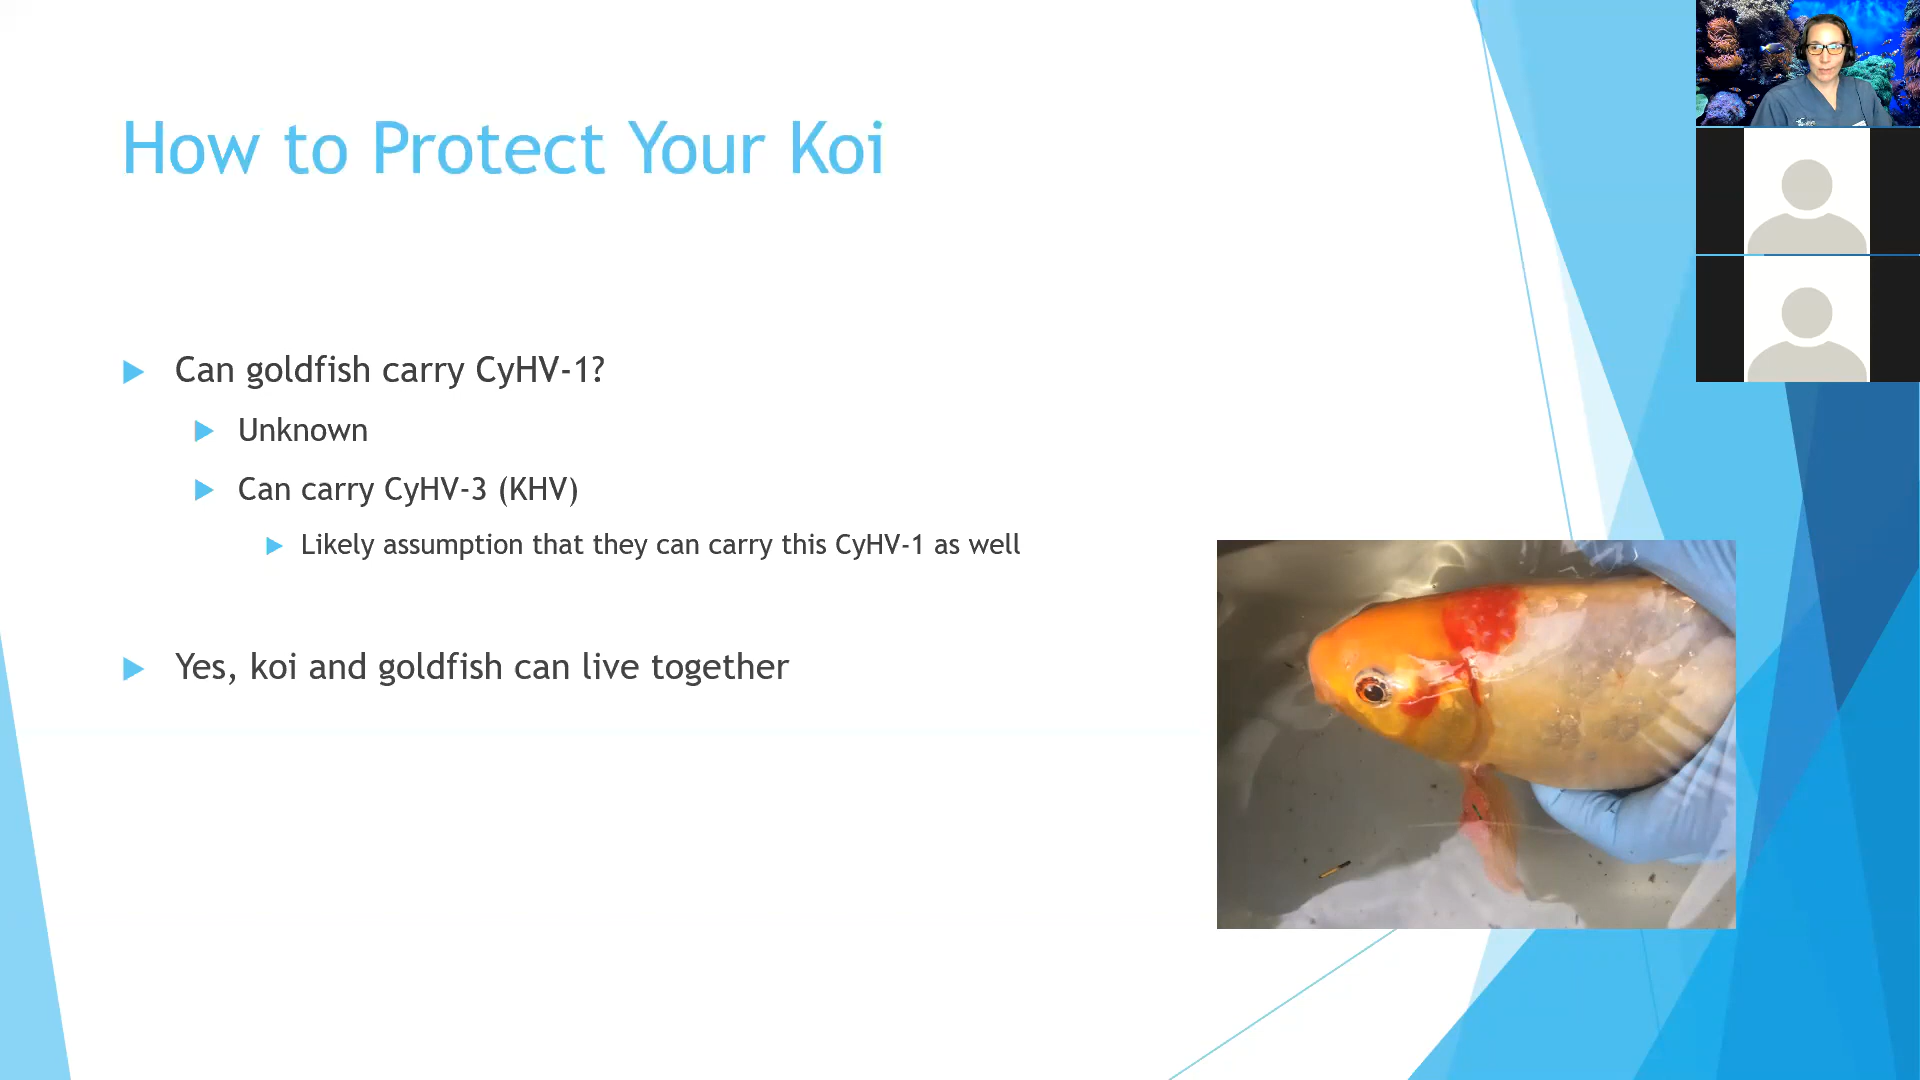 How to Protect Your Koi
Can goldfish carry CyHV-1?
Unknown
Can carry CyHV-3 (KHV)
Likely assumption that they can carry this CyHV-1 as well
Yes, koi and goldfish can live together